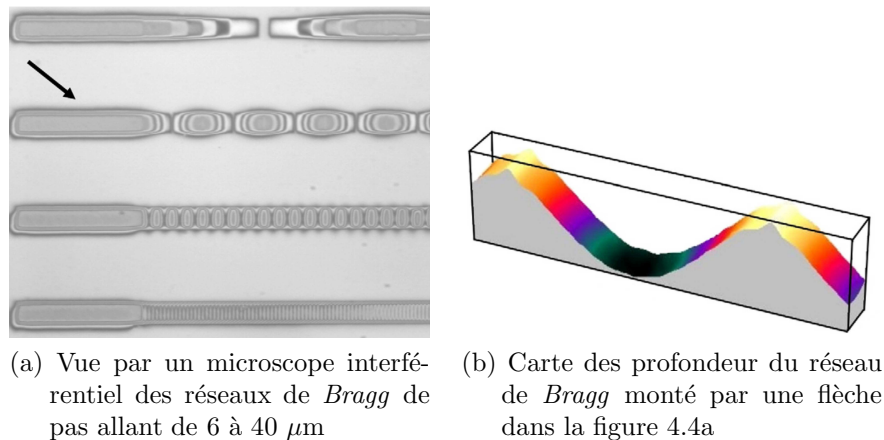 (a) Vue par un microscope interfé-
rentiel des réseaux de Bragg de
pas allant de 6 à 40 μm
(b) Carte des profondeur du réseau
de Bragg monté par une flèche
dans la figure 4.4a